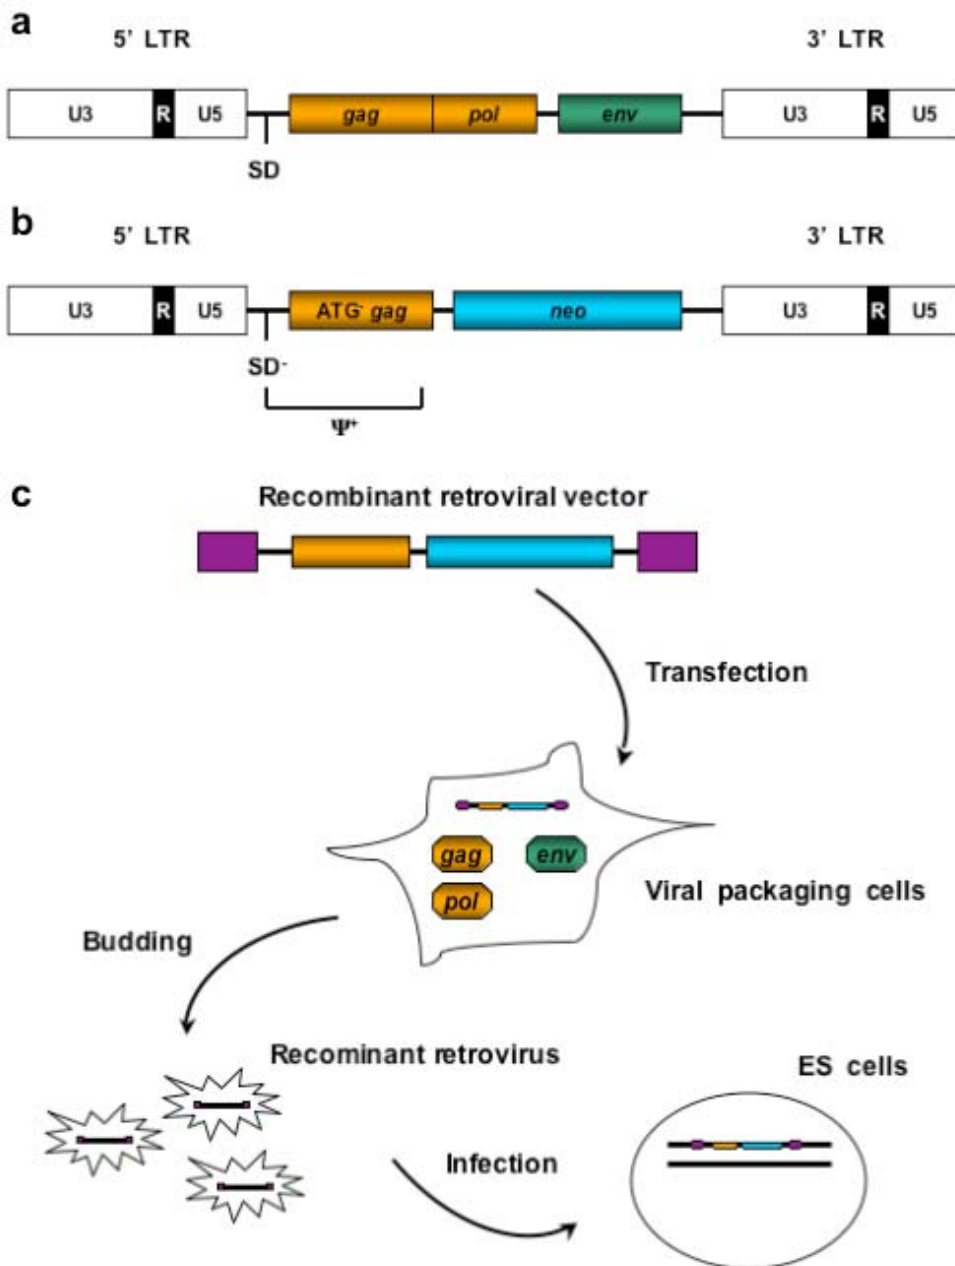 a
5' LTR 3' LTR
U3 R U5 gag pol env U3 R U5
SD
b
5' LTR 3' LTR
U3 R U5 ATG⁻ gag neo U3 R U5
SD⁻
Ψ⁺
c
Recombinant retroviral vector
Transfection
gag env
pol
Viral packaging cells
Budding
Recominant retrovirus
ES cells
Infection